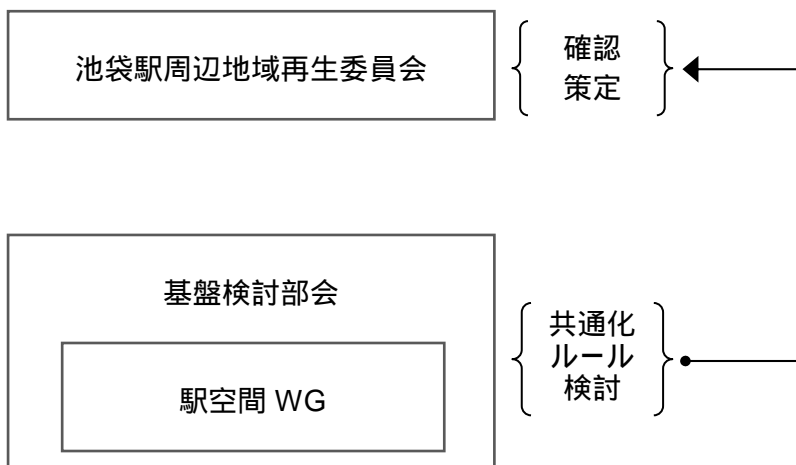 池袋駅周辺地域再生委員会
確認
策定
基盤検討部会
駅空間 WG
共通化
ルール
検討